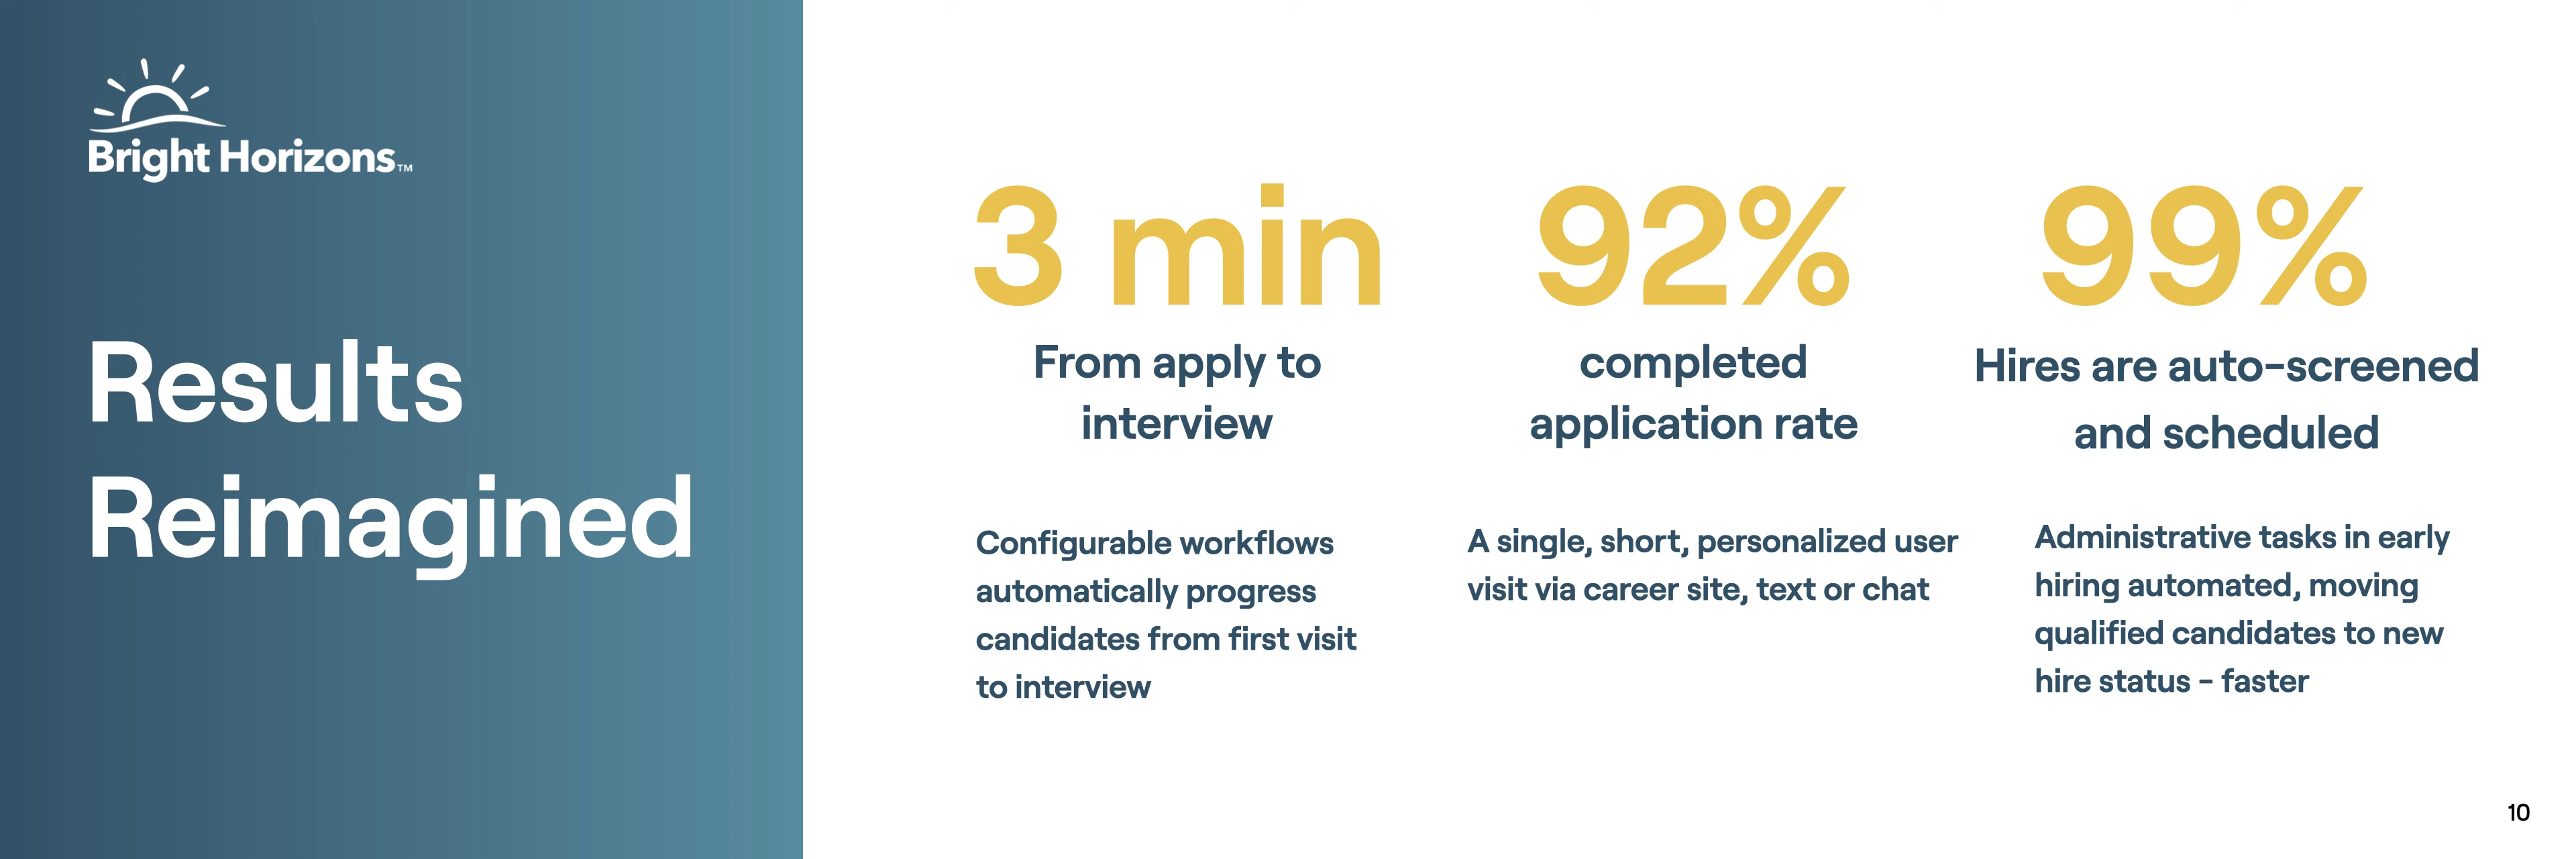 Bright Horizons™
Results
Reimagined
3 min
From apply to
interview
Configurable workflows
automatically progress
candidates from first visit
to interview
92%
completed
application rate
A single, short, personalized user
visit via career site, text or chat
99%
Hires are auto-screened
and scheduled
Administrative tasks in early
hiring automated, moving
qualified candidates to new
hire status - faster
10